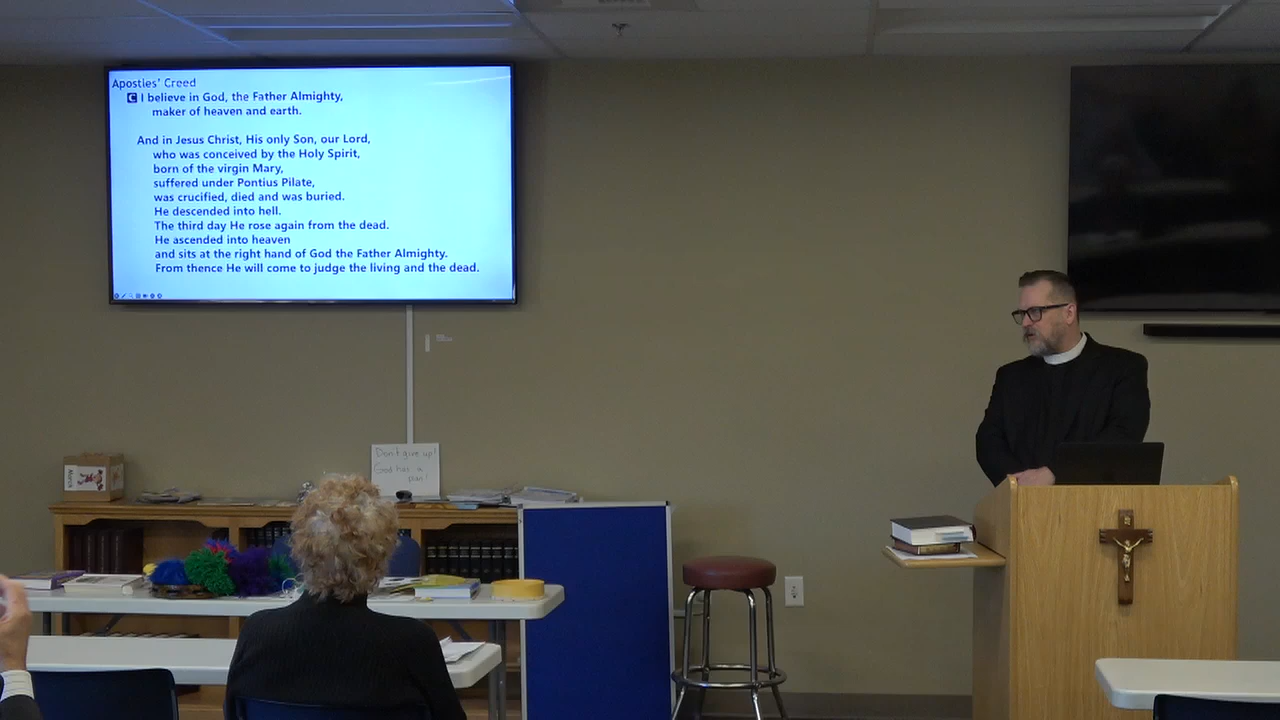 Apostles' Creed
C I believe in God, the Father Almighty,
maker of heaven and earth.
And in Jesus Christ, His only Son, our Lord,
who was conceived by the Holy Spirit,
born of the virgin Mary,
suffered under Pontius Pilate,
was crucified, died and was buried.
He descended into hell.
The third day He rose again from the dead.
He ascended into heaven
and sits at the right hand of God the Father Almighty.
From thence He will come to judge the living and the dead.
Don't give up!
God has a
plan!